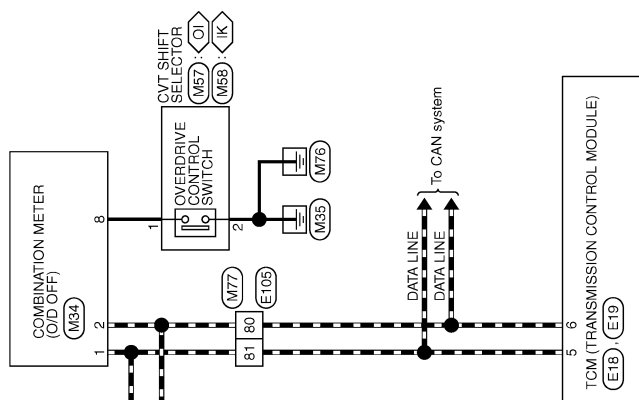 CVT SHIFT
SELECTOR
M57 : OI
M58 : IK
OVERDRIVE
CONTROL
SWITCH
1
2
M76
M35
COMBINATION METER
(O/D OFF)
M34
8
2
1
M77
E105
80
81
To CAN system
DATA LINE
DATA LINE
6
5
TCM (TRANSMISSION CONTROL MODULE)
E18 , E19